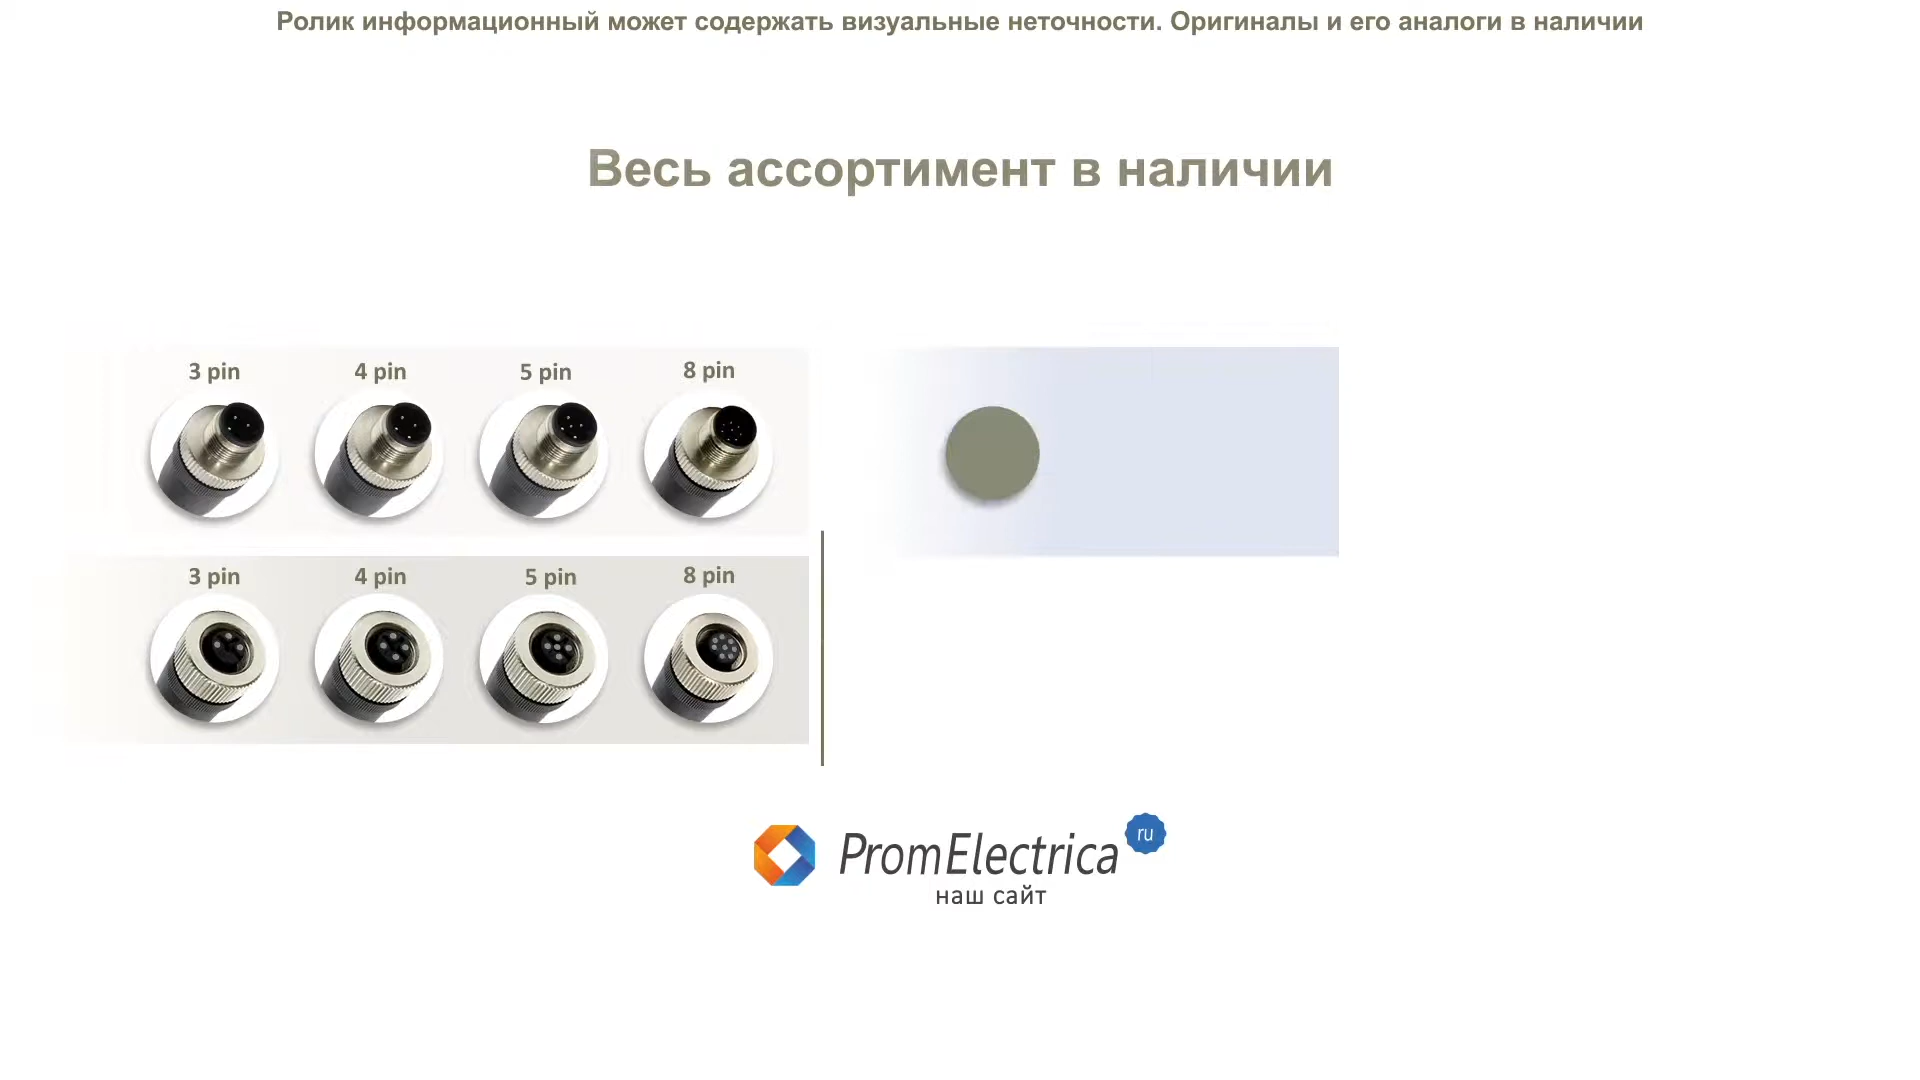 Ролик информационный может содержать визуальные неточности. Оригиналы и его аналоги в наличии
Весь ассортимент в наличии
3 pin 4 pin 5 pin 8 pin
3 pin 4 pin 5 pin 8 pin
PromElectrica ru
наш сайт